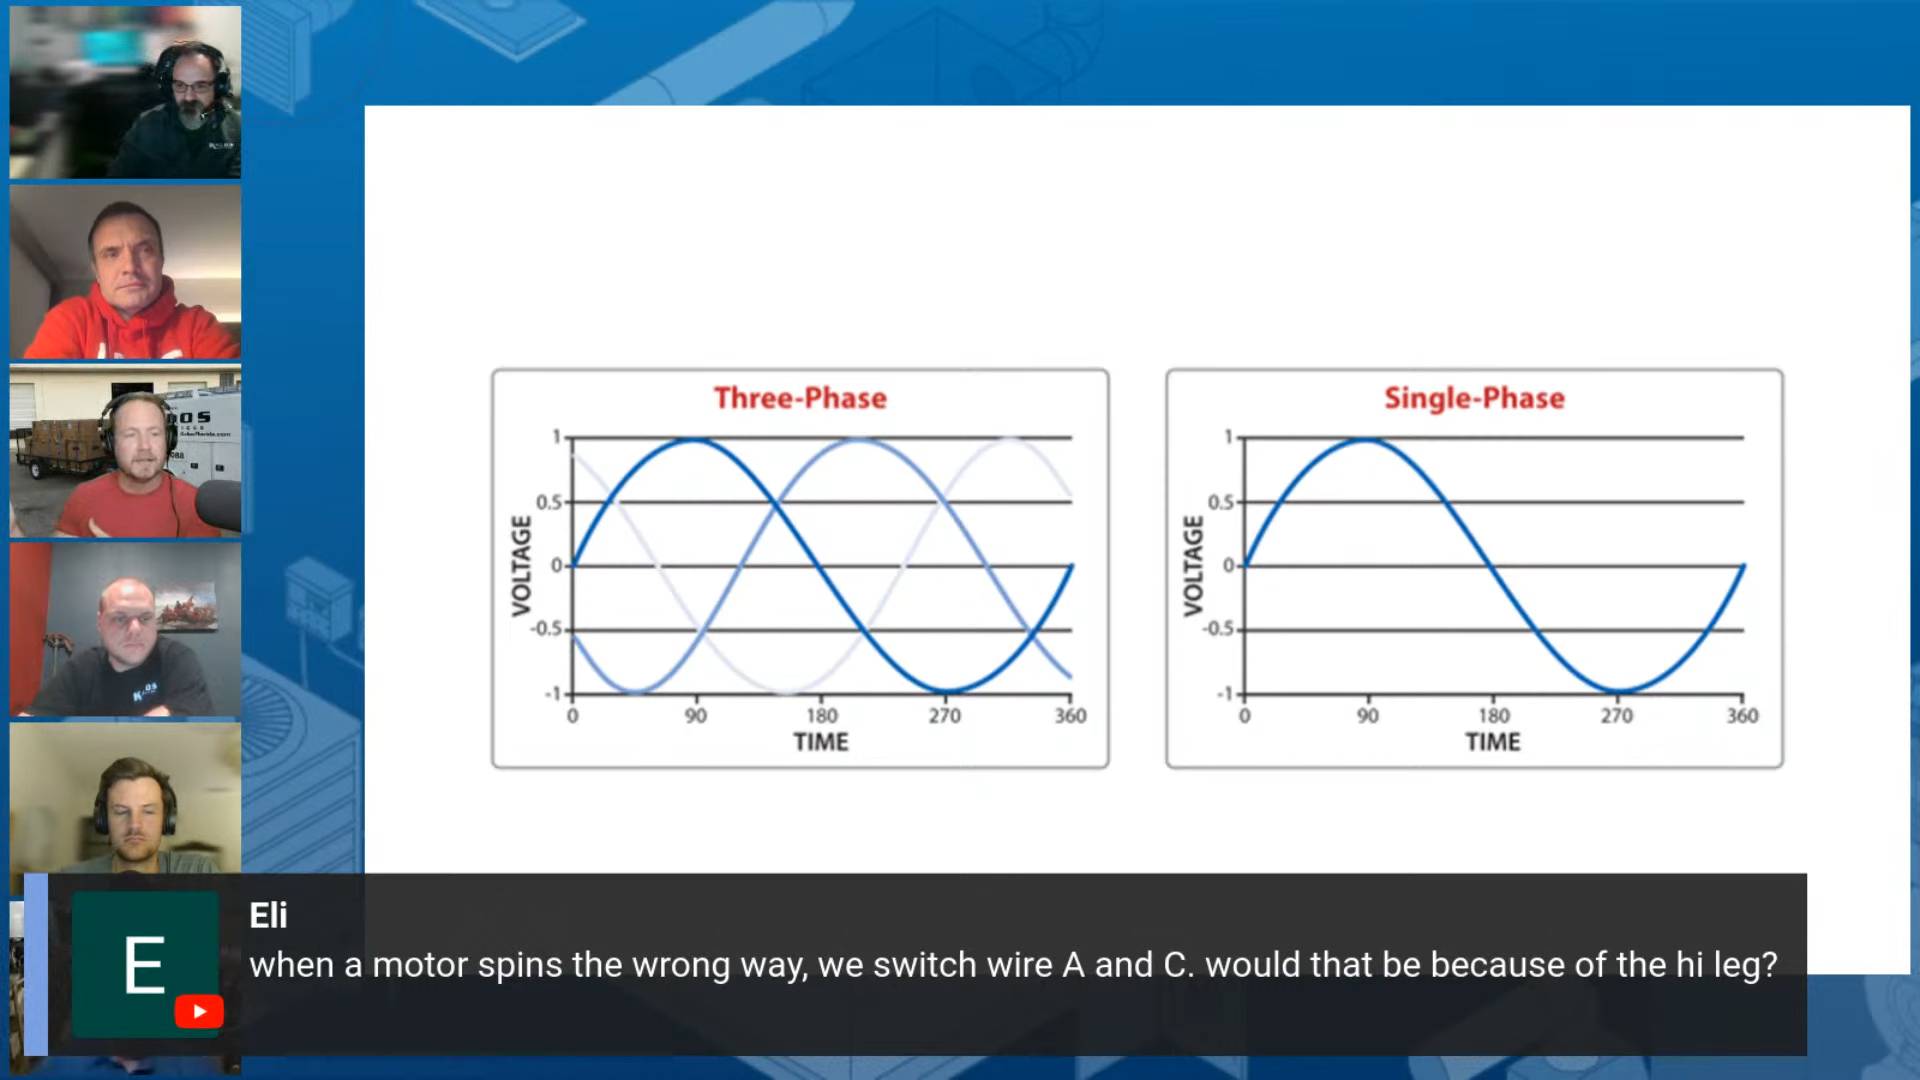 OS
088
Three-Phase
1
0.5
0
-0.5
-1
VOLTAGE
0 90 180 270 360
TIME
Single-Phase
1
0.5
0
-0.5
-1
VOLTAGE
0 90 180 270 360
TIME
E
Eli
when a motor spins the wrong way, we switch wire A and C. would that be because of the hi leg?